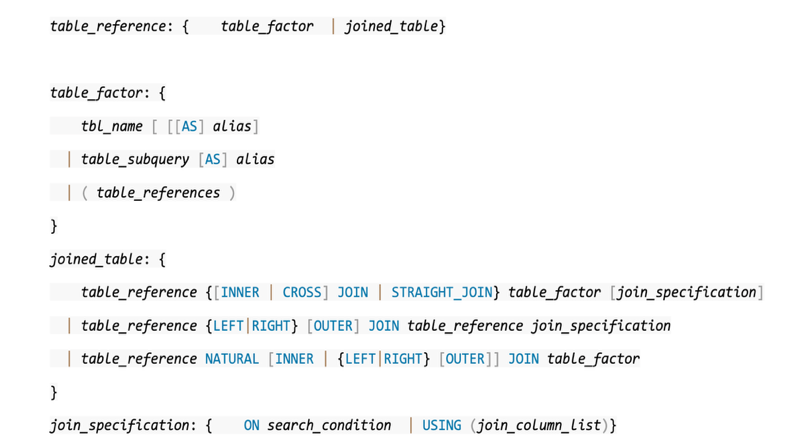 table_reference: { table_factor | joined_table}
table_factor: {
tbl_name [ [[AS] alias]
| table_subquery [AS] alias
| ( table_references )
}
joined_table: {
table_reference {[INNER | CROSS] JOIN | STRAIGHT_JOIN} table_factor [join_specification]
| table_reference {LEFT|RIGHT} [OUTER] JOIN table_reference join_specification
| table_reference NATURAL [INNER | {LEFT|RIGHT} [OUTER]] JOIN table_factor
}
join_specification: { ON search_condition | USING (join_column_list)}